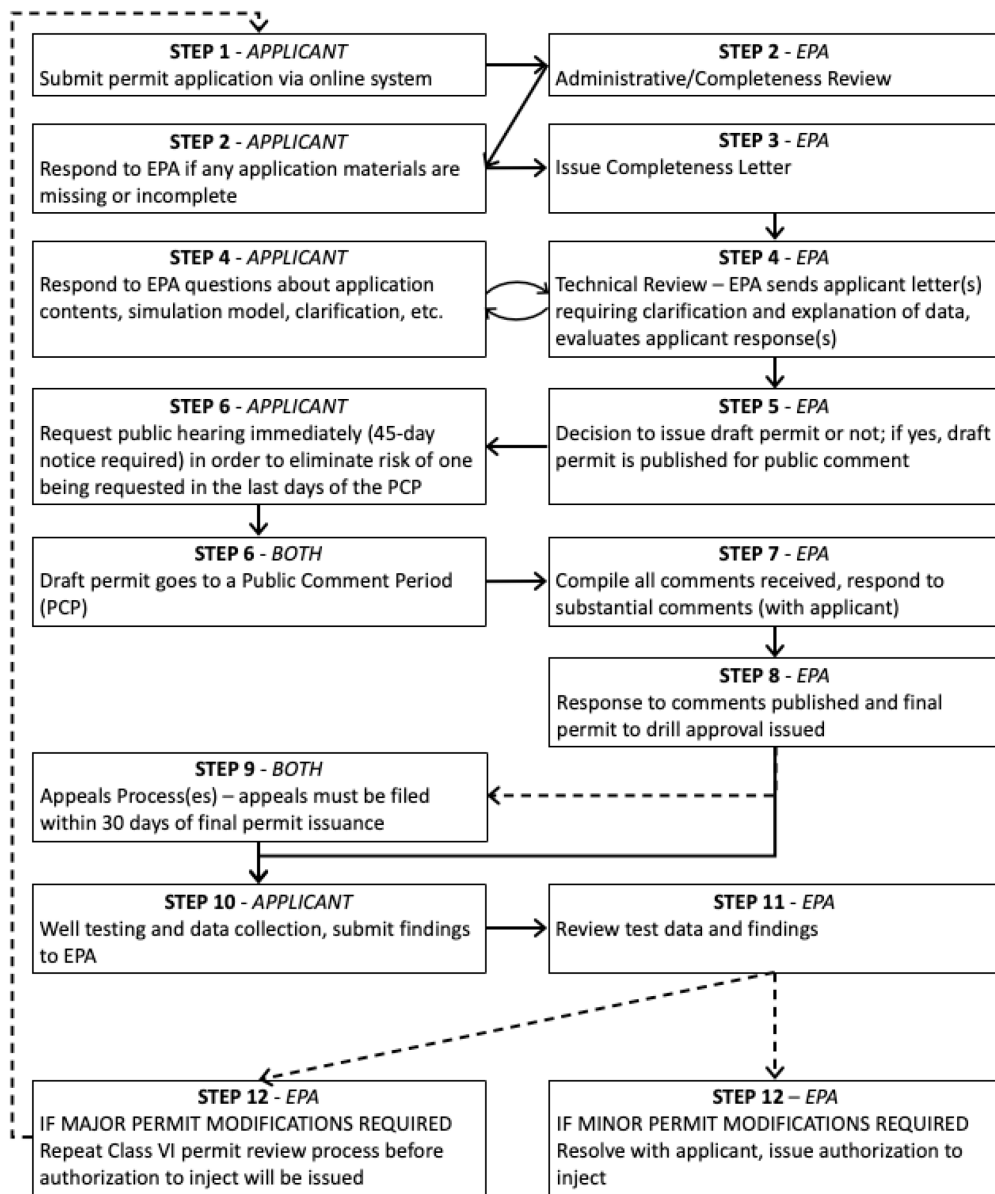 STEP 1 - APPLICANT
Submit permit application via online system
STEP 2 - EPA
Administrative/Completeness Review
STEP 2 - APPLICANT
Respond to EPA if any application materials are
missing or incomplete
STEP 3 - EPA
Issue Completeness Letter
STEP 4 - APPLICANT
Respond to EPA questions about application
contents, simulation model, clarification, etc.
STEP 4 - EPA
Technical Review – EPA sends applicant letter(s)
requiring clarification and explanation of data,
evaluates applicant response(s)
STEP 5 - EPA
Decision to issue draft permit or not; if yes, draft
permit is published for public comment
STEP 6 - APPLICANT
Request public hearing immediately (45-day
notice required) in order to eliminate risk of one
being requested in the last days of the PCP
STEP 6 - BOTH
Draft permit goes to a Public Comment Period
(PCP)
STEP 7 - EPA
Compile all comments received, respond to
substantial comments (with applicant)
STEP 8 - EPA
Response to comments published and final
permit to drill approval issued
STEP 9 - BOTH
Appeals Process(es) – appeals must be filed
within 30 days of final permit issuance
STEP 10 - APPLICANT
Well testing and data collection, submit findings
to EPA
STEP 11 - EPA
Review test data and findings
STEP 12 - EPA
IF MAJOR PERMIT MODIFICATIONS REQUIRED
Repeat Class VI permit review process before
authorization to inject will be issued
STEP 12 – EPA
IF MINOR PERMIT MODIFICATIONS REQUIRED
Resolve with applicant, issue authorization to
inject